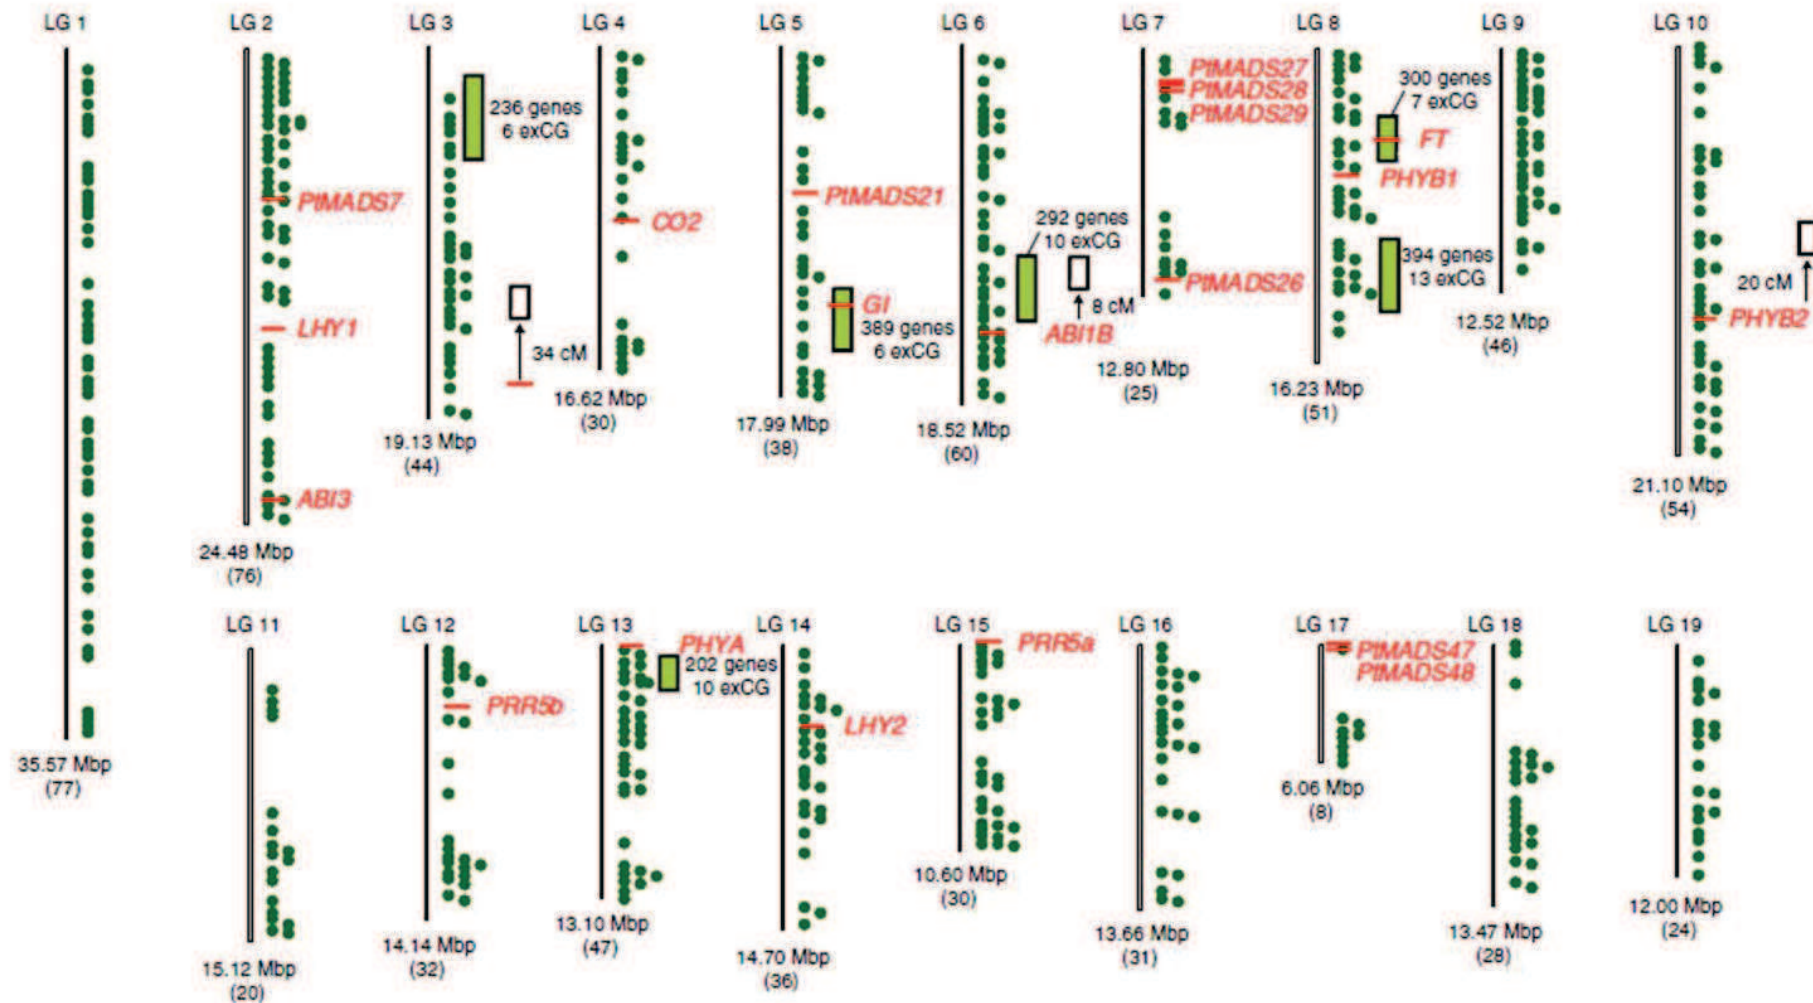 LG 1
LG 2
LG 3
LG 4
LG 5
LG 6
LG 7
LG 8
LG 9
LG 10
PtMADS7
LHY1
ABI3
236 genes
6 exCG
34 cM
CO2
PtMADS21
GI
389 genes
6 exCG
292 genes
10 exCG
8 cM
ABI1B
PtMADS27
PtMADS28
PtMADS29
PtMADS26
300 genes
7 exCG
FT
PHYB1
394 genes
13 exCG
20 cM
PHYB2
35.57 Mbp
(77)
24.48 Mbp
(76)
19.13 Mbp
(44)
16.62 Mbp
(30)
17.99 Mbp
(38)
18.52 Mbp
(60)
12.80 Mbp
(25)
16.23 Mbp
(51)
12.52 Mbp
(46)
21.10 Mbp
(54)
LG 11
LG 12
LG 13
LG 14
LG 15
LG 16
LG 17
LG 18
LG 19
PRR5b
PHYA
202 genes
10 exCG
LHY2
PRR5a
PtMADS47
PtMADS48
15.12 Mbp
(20)
14.14 Mbp
(32)
13.10 Mbp
(47)
14.70 Mbp
(36)
10.60 Mbp
(30)
13.66 Mbp
(31)
6.06 Mbp
(8)
13.47 Mbp
(28)
12.00 Mbp
(24)